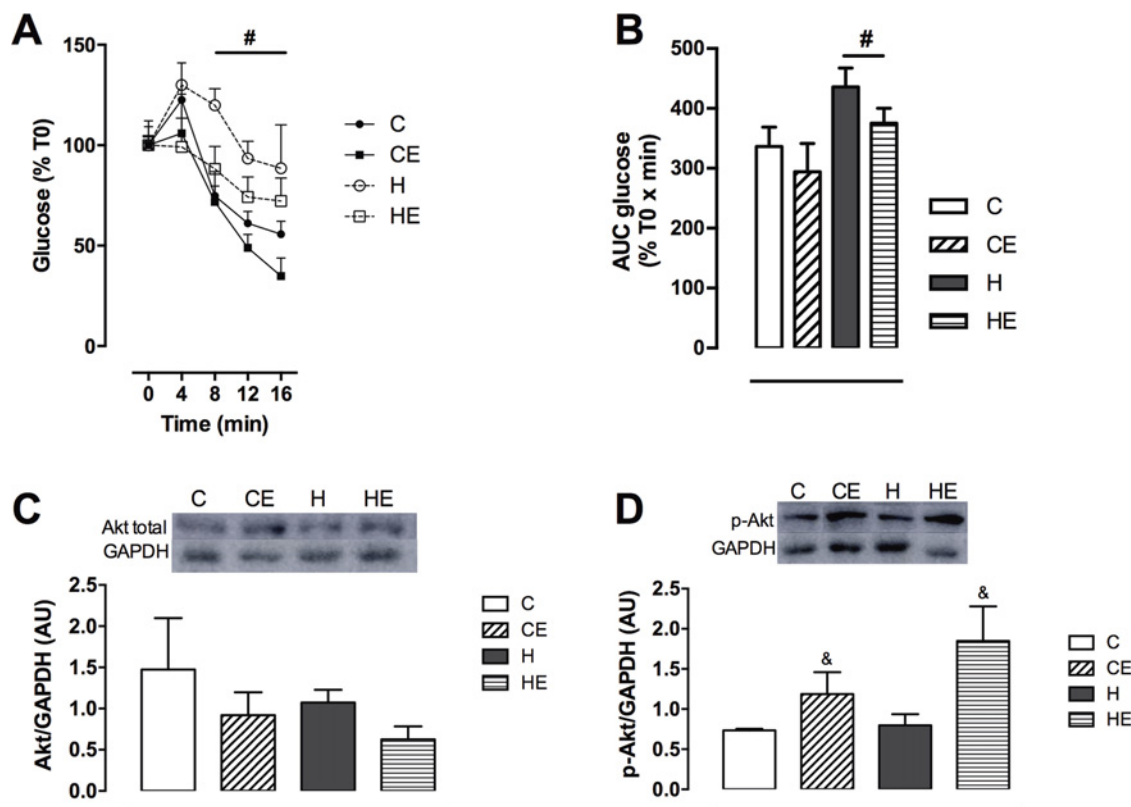 A
Glucose (% T0)
150
100
50
0
#
C
CE
H
HE
0 4 8 12 16
Time (min)
B
AUC glucose
(% T0 x min)
500
400
300
200
100
0
#
C
CE
H
HE
C
C CE H HE
Akt total
GAPDH
Akt/GAPDH (AU)
2.5
2.0
1.5
1.0
0.5
0.0
C
CE
H
HE
D
C CE H HE
p-Akt
GAPDH
p-Akt/GAPDH (AU)
2.5
2.0
1.5
1.0
0.5
0.0
&
&
C
CE
H
HE